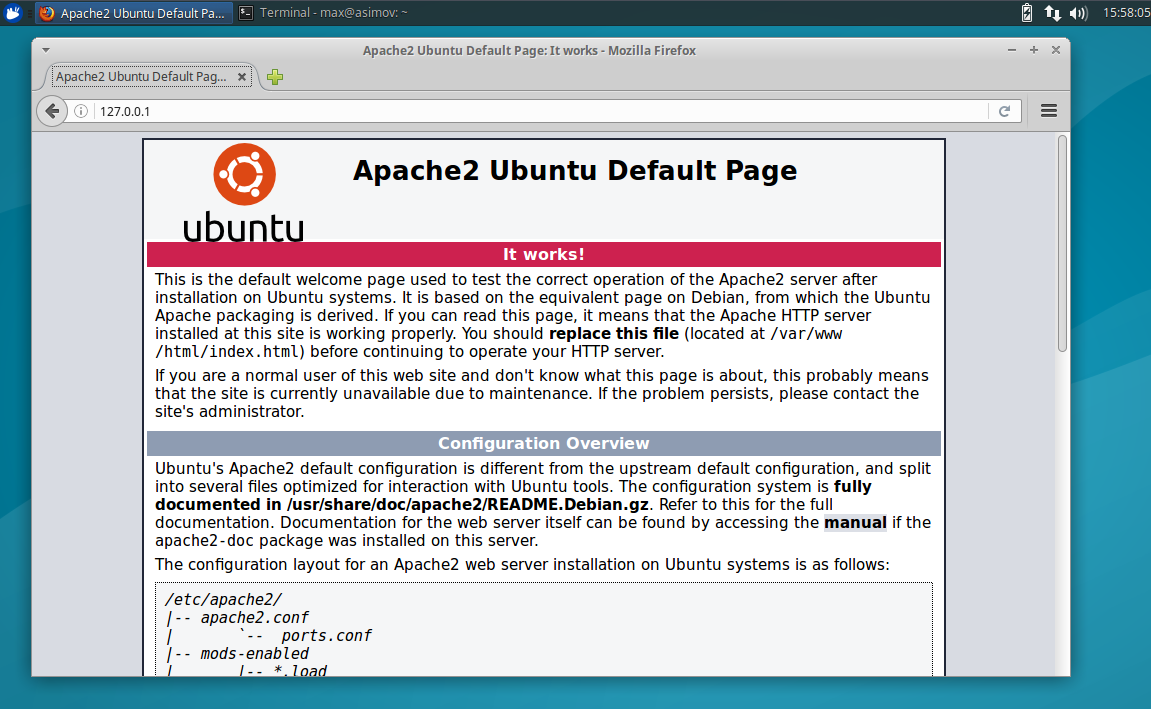 Apache2 Ubuntu Default Pa...
Terminal - max@asimov: ~
15:58:05
Apache2 Ubuntu Default Page: It works - Mozilla Firefox
Apache2 Ubuntu Default Pag...
127.0.0.1
ubuntu
Apache2 Ubuntu Default Page
It works!
This is the default welcome page used to test the correct operation of the Apache2 server after
installation on Ubuntu systems. It is based on the equivalent page on Debian, from which the Ubuntu
Apache packaging is derived. If you can read this page, it means that the Apache HTTP server
installed at this site is working properly. You should replace this file (located at /var/www
/html/index.html) before continuing to operate your HTTP server.
If you are a normal user of this web site and don't know what this page is about, this probably means
that the site is currently unavailable due to maintenance. If the problem persists, please contact the
site's administrator.
Configuration Overview
Ubuntu's Apache2 default configuration is different from the upstream default configuration, and split
into several files optimized for interaction with Ubuntu tools. The configuration system is fully
documented in /usr/share/doc/apache2/README.Debian.gz. Refer to this for the full
documentation. Documentation for the web server itself can be found by accessing the manual if the
apache2-doc package was installed on this server.
The configuration layout for an Apache2 web server installation on Ubuntu systems is as follows:
/etc/apache2/
|-- apache2.conf
|       `--  ports.conf
|-- mods-enabled
|       |-- *.load